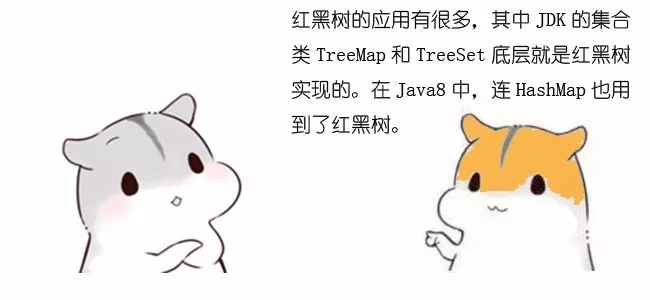 红黑树的应用有很多，其中 JDK 的集合
类 TreeMap 和 TreeSet 底层就是红黑树
实现的。在 Java8 中，连 HashMap 也用
到了红黑树。